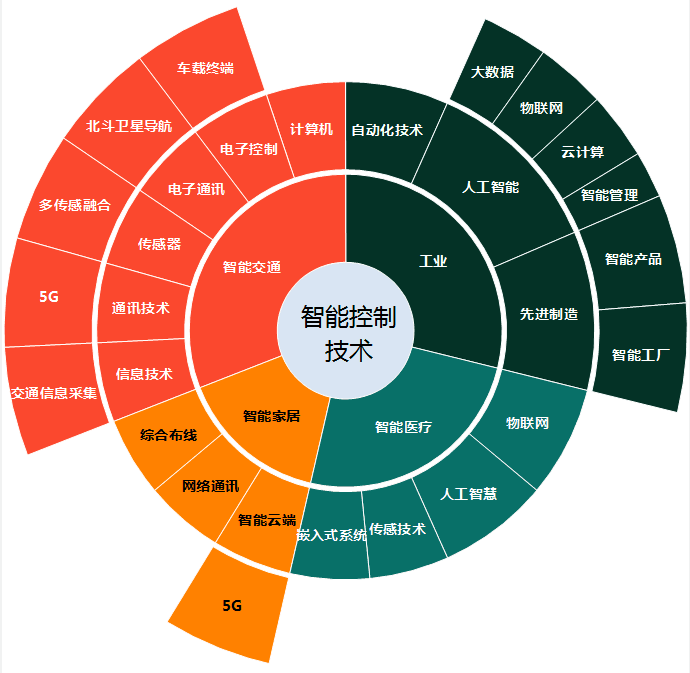 智能控制
技术
工业
智能医疗
智能家居
智能交通
自动化技术
人工智能
先进制造
物联网
人工智慧
传感技术
嵌入式系统
智能云端
网络通讯
综合布线
信息技术
通讯技术
传感器
电子通讯
电子控制
计算机
大数据
物联网
云计算
智能管理
智能产品
智能工厂
5G
交通信息采集
5G
多传感融合
北斗卫星导航
车载终端